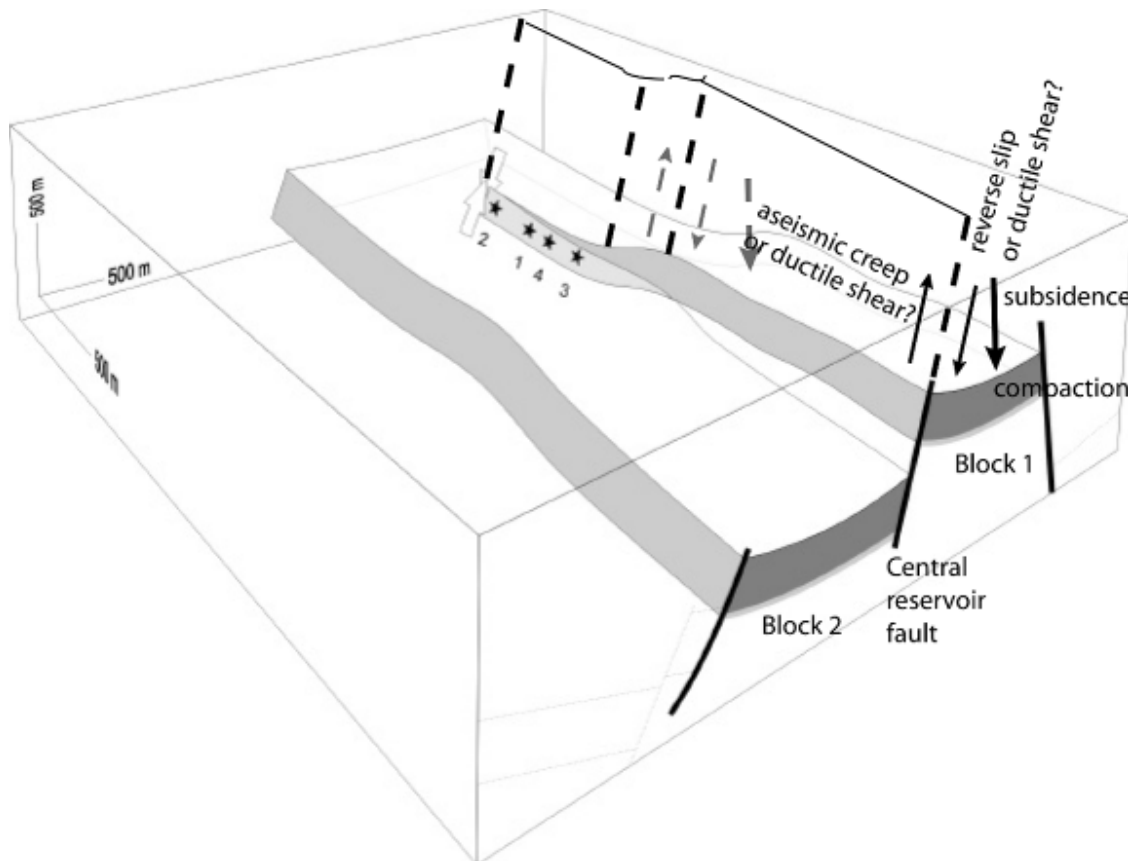 reverse slip
or ductile shear?
aseismic creep
or ductile shear?
subsidence
compaction
500 m
500 m
500 m
2
1
4
3
Block 1
Central
reservoir
fault
Block 2